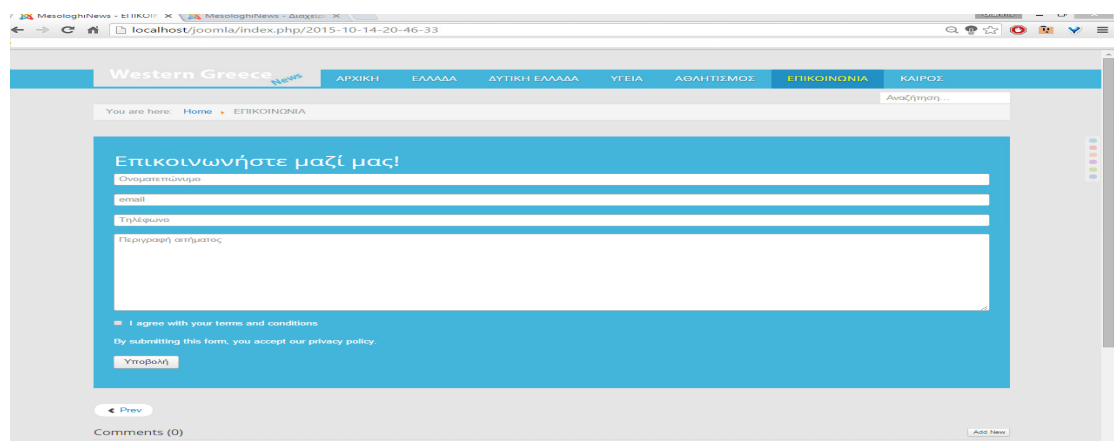 MesologhiNews - ΕΠΙΚΟΙΝ
MesologhiNews - Διαχείρ
localhost/joomla/index.php/2015-10-14-20-46-33
Western Greece News
ΑΡΧΙΚΗ ΕΛΛΑΔΑ ΔΥΤΙΚΗ ΕΛΛΑΔΑ ΥΓΕΙΑ ΑΘΛΗΤΙΣΜΟΣ ΕΠΙΚΟΙΝΩΝΙΑ ΚΑΙΡΟΣ
Αναζήτηση...
You are here: Home ΕΠΙΚΟΙΝΩΝΙΑ
Επικοινωνήστε μαζί μας!
Ονοματεπώνυμο
email
Τηλέφωνο
Περιγραφή αιτήματος
I agree with your terms and conditions
By submitting this form, you accept our privacy policy.
Υποβολή
Prev
Comments (0)
Add New